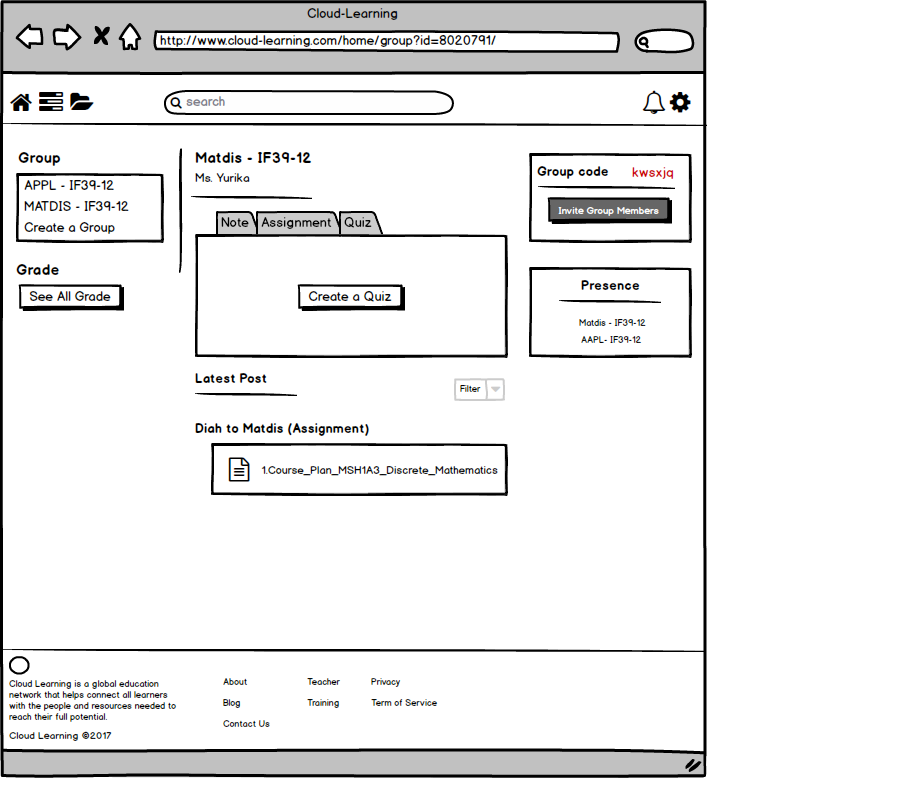 Cloud-Learning
http://www.cloud-learning.com/home/group?id=8020791/
search
Group
APPL - IF39-12
MATDIS - IF39-12
Create a Group
Grade
See All Grade
Matdis - IF39-12
Ms. Yurika
Note Assignment Quiz
Create a Quiz
Latest Post
Filter
Diah to Matdis (Assignment)
1.Course_Plan_MSH1A3_Discrete_Mathematics
Group code kwsxjq
Invite Group Members
Presence
Matdis - IF39-12
AAPL- IF39-12
Cloud Learning is a global education
network that helps connect all learners
with the people and resources needed to
reach their full potential.
Cloud Learning ©2017
About Teacher Privacy
Blog Training Term of Service
Contact Us